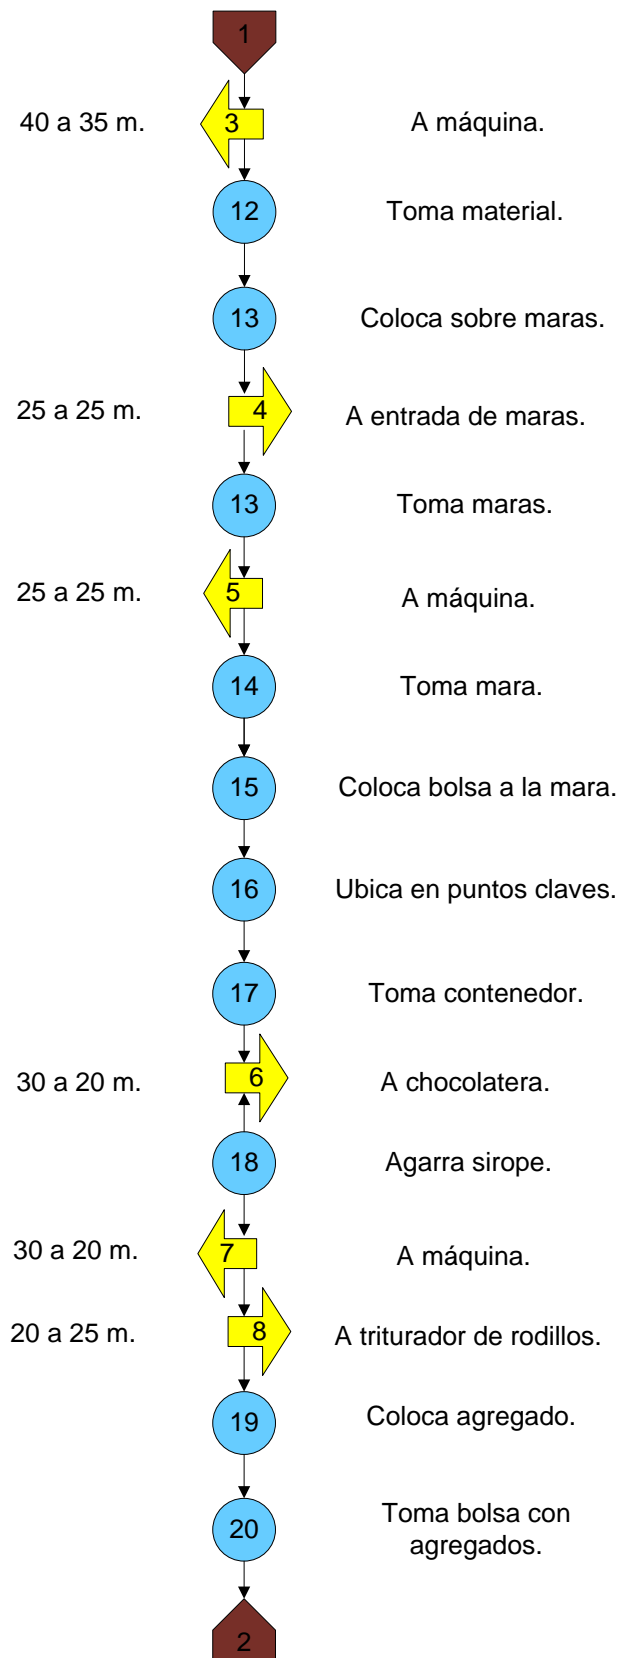 1
40 a 35 m.
3
A máquina.
12
Toma material.
13
Coloca sobre maras.
25 a 25 m.
4
A entrada de maras.
13
Toma maras.
25 a 25 m.
5
A máquina.
14
Toma mara.
15
Coloca bolsa a la mara.
16
Ubica en puntos claves.
17
Toma contenedor.
30 a 20 m.
6
A chocolatera.
18
Agarra sirope.
30 a 20 m.
7
A máquina.
20 a 25 m.
8
A triturador de rodillos.
19
Coloca agregado.
20
Toma bolsa con
agregados.
2